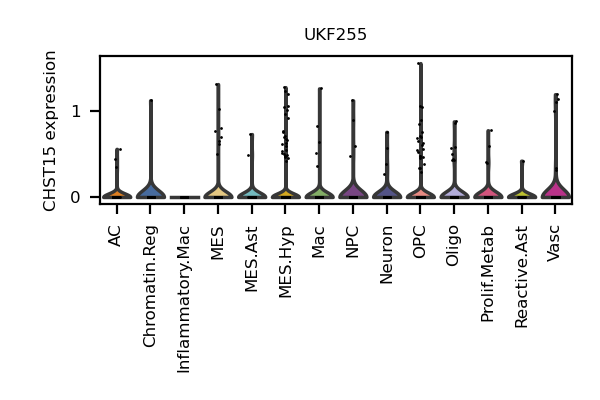 UKF255
CHST15 expression
1
0
AC
Chromatin.Reg
Inflammatory.Mac
MES
MES.Ast
MES.Hyp
Mac
NPC
Neuron
OPC
Oligo
Prolif.Metab
Reactive.Ast
Vasc